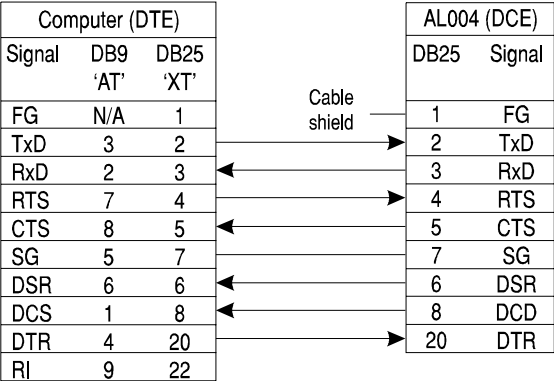 Computer (DTE) AL004 (DCE)
Signal DB9 DB25 DB25 Signal
‘AT’ ‘XT’
Cable
shield
FG N/A 1 1 FG
TxD 3 2 2 TxD
RxD 2 3 3 RxD
RTS 7 4 4 RTS
CTS 8 5 5 CTS
SG 5 7 7 SG
DSR 6 6 6 DSR
DCS 1 8 8 DCD
DTR 4 20 20 DTR
RI 9 22